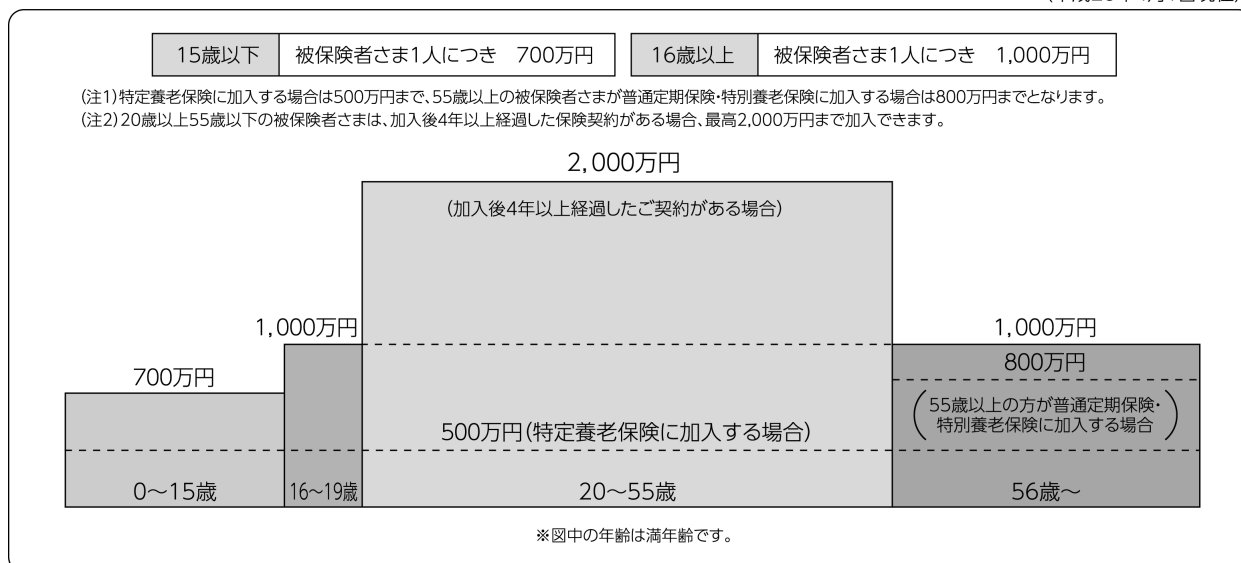 15歳以下 被保険者さま1人につき 700万円 16歳以上 被保険者さま1人につき 1,000万円
(注1)特定養老保険に加入する場合は500万円まで、55歳以上の被保険者さまが普通定期保険・特別養老保険に加入する場合は800万円までとなります。
(注2)20歳以上55歳以下の被保険者さまは、加入後4年以上経過した保険契約がある場合、最高2,000万円まで加入できます。
2,000万円
(加入後4年以上経過したご契約がある場合)
1,000万円 1,000万円
700万円 800万円
(55歳以上の方が普通定期保険・
特別養老保険に加入する場合)
500万円(特定養老保険に加入する場合)
0〜15歳 16〜19歳 20〜55歳 56歳〜
※図中の年齢は満年齢です。